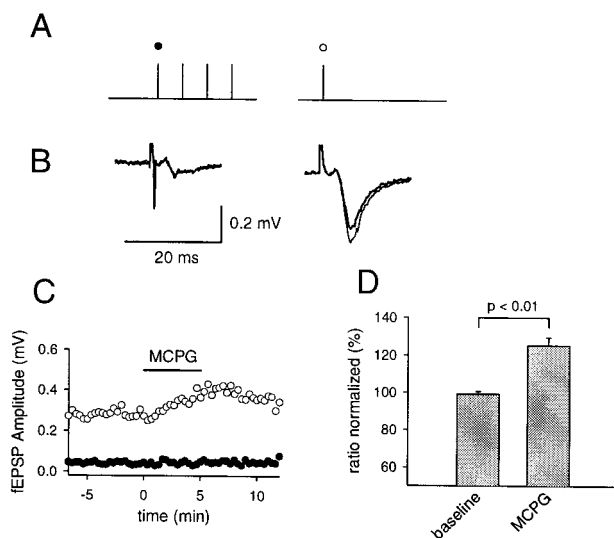 A
B
0.2 mV
20 ms
C
MCPG
fEPSP Amplitude (mV)
0.6
0.4
0.2
0.0
-5
0
5
10
time (min)
D
p < 0.01
ratio normalized (%)
140
120
100
80
60
baseline
MCPG